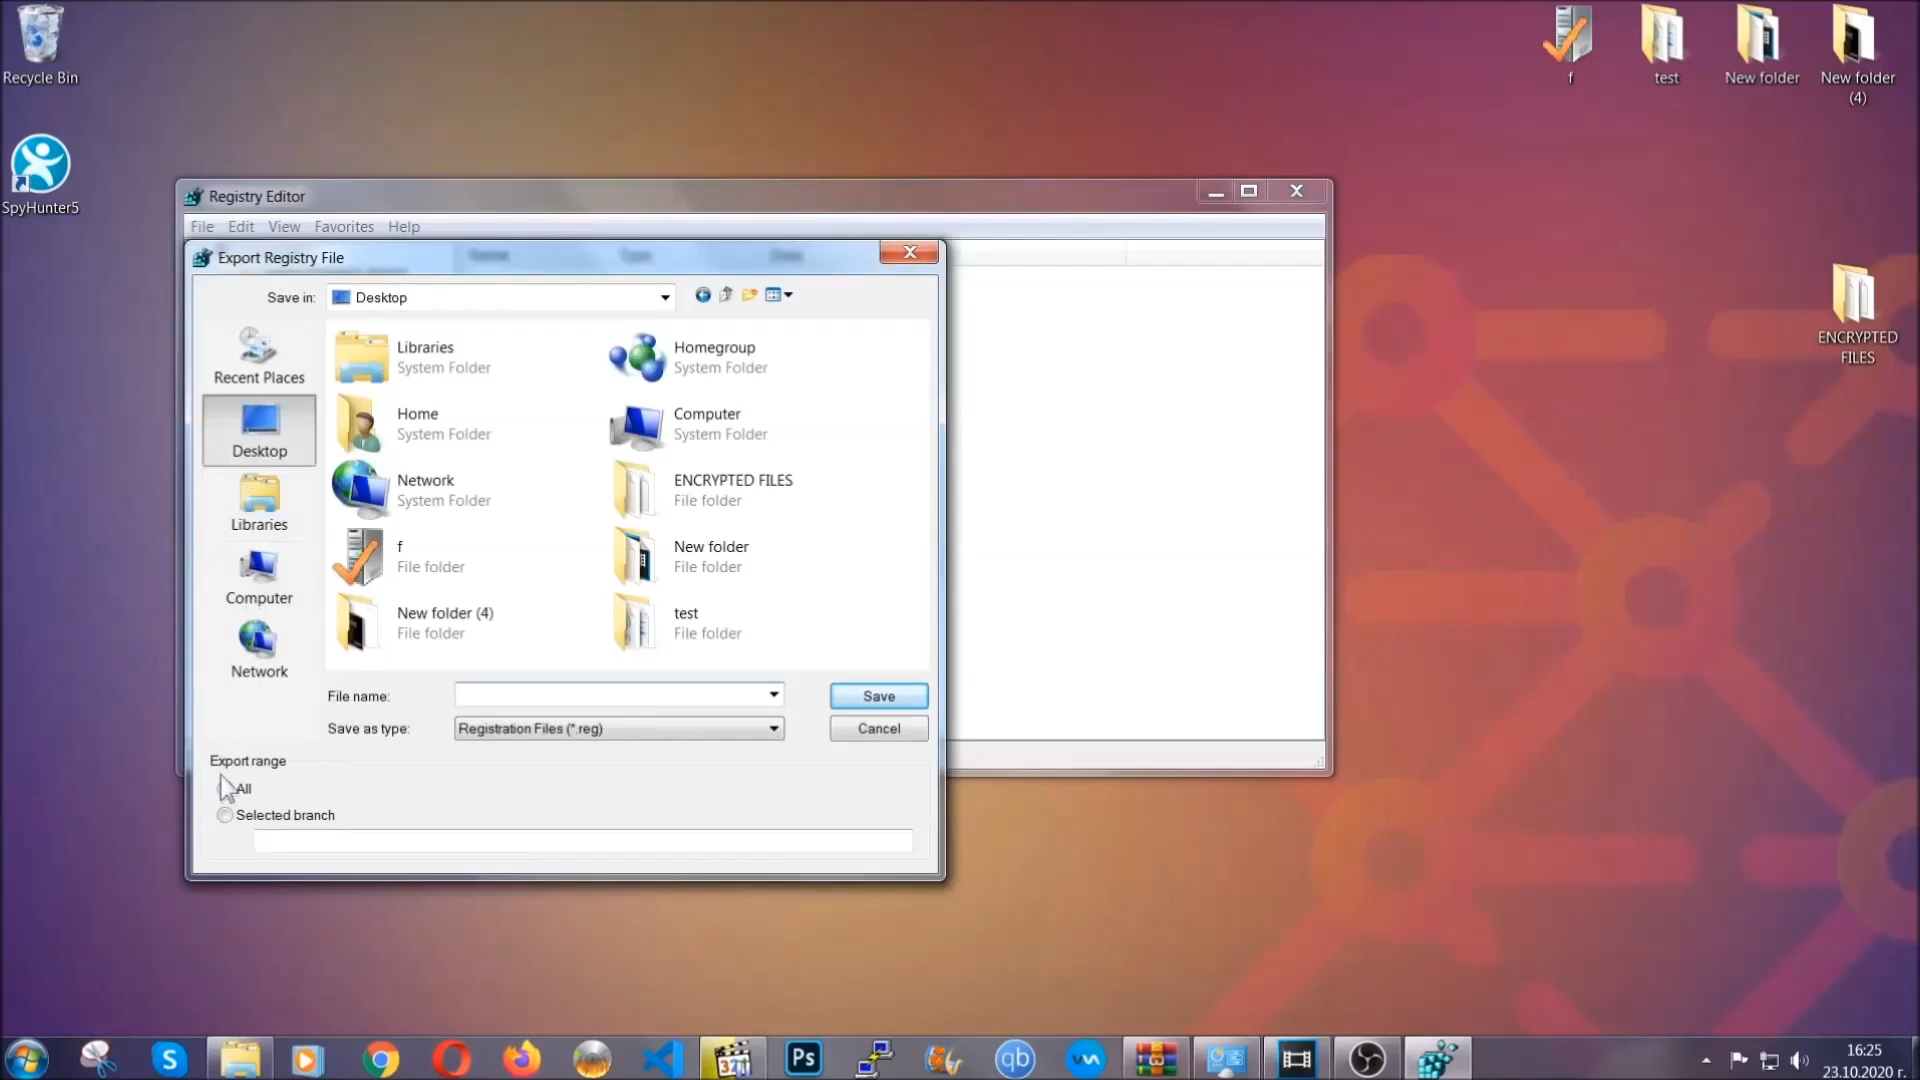 Recycle Bin
SpyHunter5
f
test
New folder
New folder
(4)
ENCRYPTED
FILES
Registry Editor
File Edit View Favorites Help
Export Registry File
Save in:
Desktop
Recent Places
Desktop
Libraries
Computer
Network
Libraries
System Folder
Homegroup
System Folder
Home
System Folder
Computer
System Folder
Network
System Folder
ENCRYPTED FILES
File folder
f
File folder
New folder
File folder
New folder (4)
File folder
test
File folder
File name:
Save
Save as type:
Registration Files (*.reg)
Cancel
Export range
All
Selected branch
S
321
Ps
qb
16:25
23.10.2020 г.